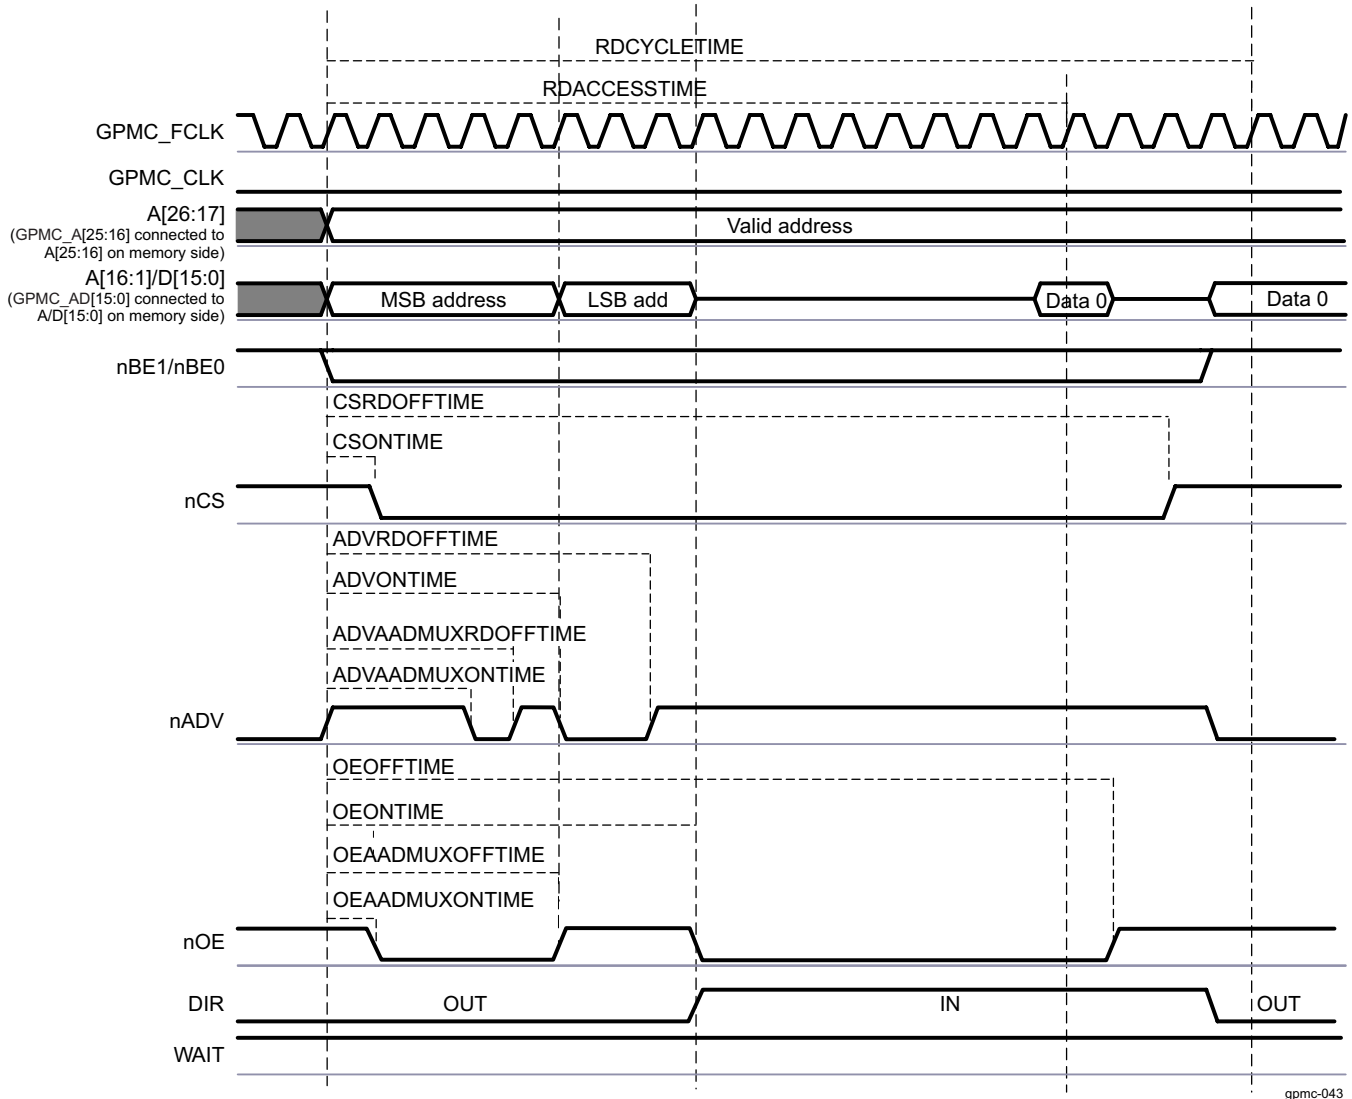 RDCYCLETIME
RDACCESSTIME
GPMC_FCLK
GPMC_CLK
A[26:17]
(GPMC_A[25:16] connected to
A[25:16] on memory side)
Valid address
A[16:1]/D[15:0]
(GPMC_AD[15:0] connected to
A/D[15:0] on memory side)
MSB address
LSB add
Data 0
Data 0
nBE1/nBE0
CSRDOFFTIME
CSONTIME
nCS
ADVRDOFFTIME
ADVONTIME
ADVAADMUXRDOFFTIME
ADVAADMUXONTIME
nADV
OEOFFTIME
OEONTIME
OEAADMUXOFFTIME
OEAADMUXONTIME
nOE
DIR
OUT
IN
OUT
WAIT
gpmc-043